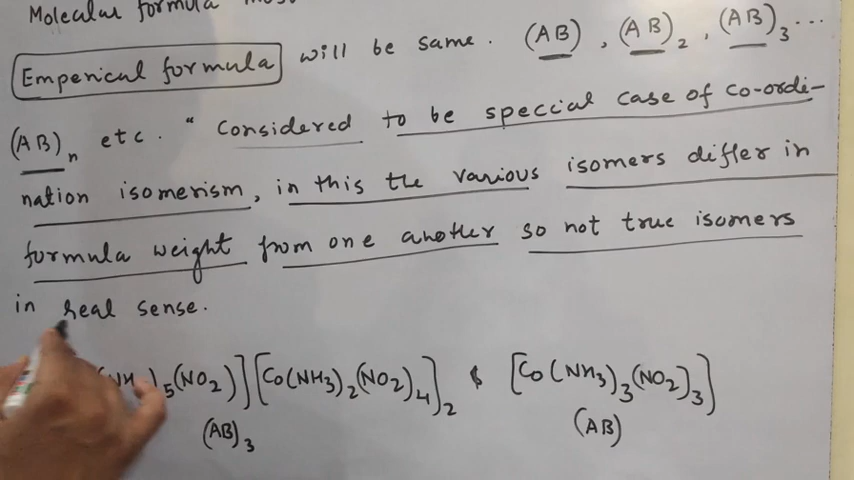 Molecular formula
Emperical formula will be same. (AB), (AB)₂, (AB)₃...
(AB)ₙ etc. "Considered to be speccial case of Co-ordi-
nation isomerism, in this the various isomers differ in
formula weight from one another so not true isomers
in real sense.
₅(NO₂)][Co(NH₃)₂(NO₂)₄]₂ & [Co(NH₃)₃(NO₂)₃]
(AB)₃ (AB)